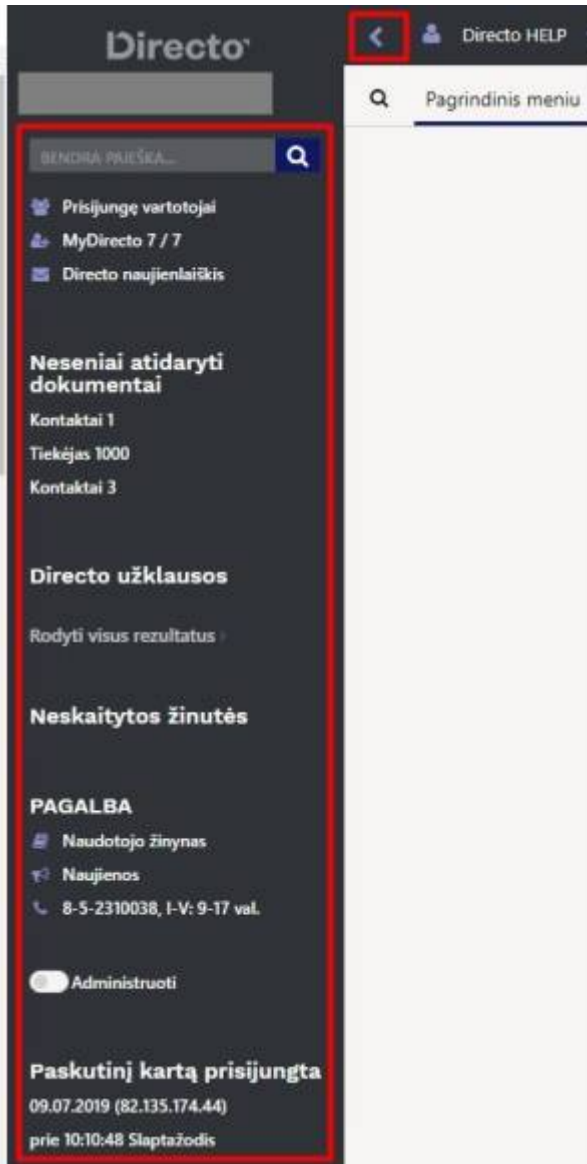 Directo
Directo HELP
Pagrindinis meniu
BENDRA PAIEŠKA...
Prisijungę vartotojai
MyDirecto 7 / 7
Directo naujienlaiškis
Neseniai atidaryti
dokumentai
Kontaktai 1
Tiekėjas 1000
Kontaktai 3
Directo užklausos
Rodyti visus rezultatus ›
Neskaitytos žinutės
PAGALBA
Naudotojo žinynas
Naujienos
8-5-2310038, I-V: 9-17 val.
Administruoti
Paskutinį kartą prisijungta
09.07.2019 (82.135.174.44)
prie 10:10:48 Slaptažodis